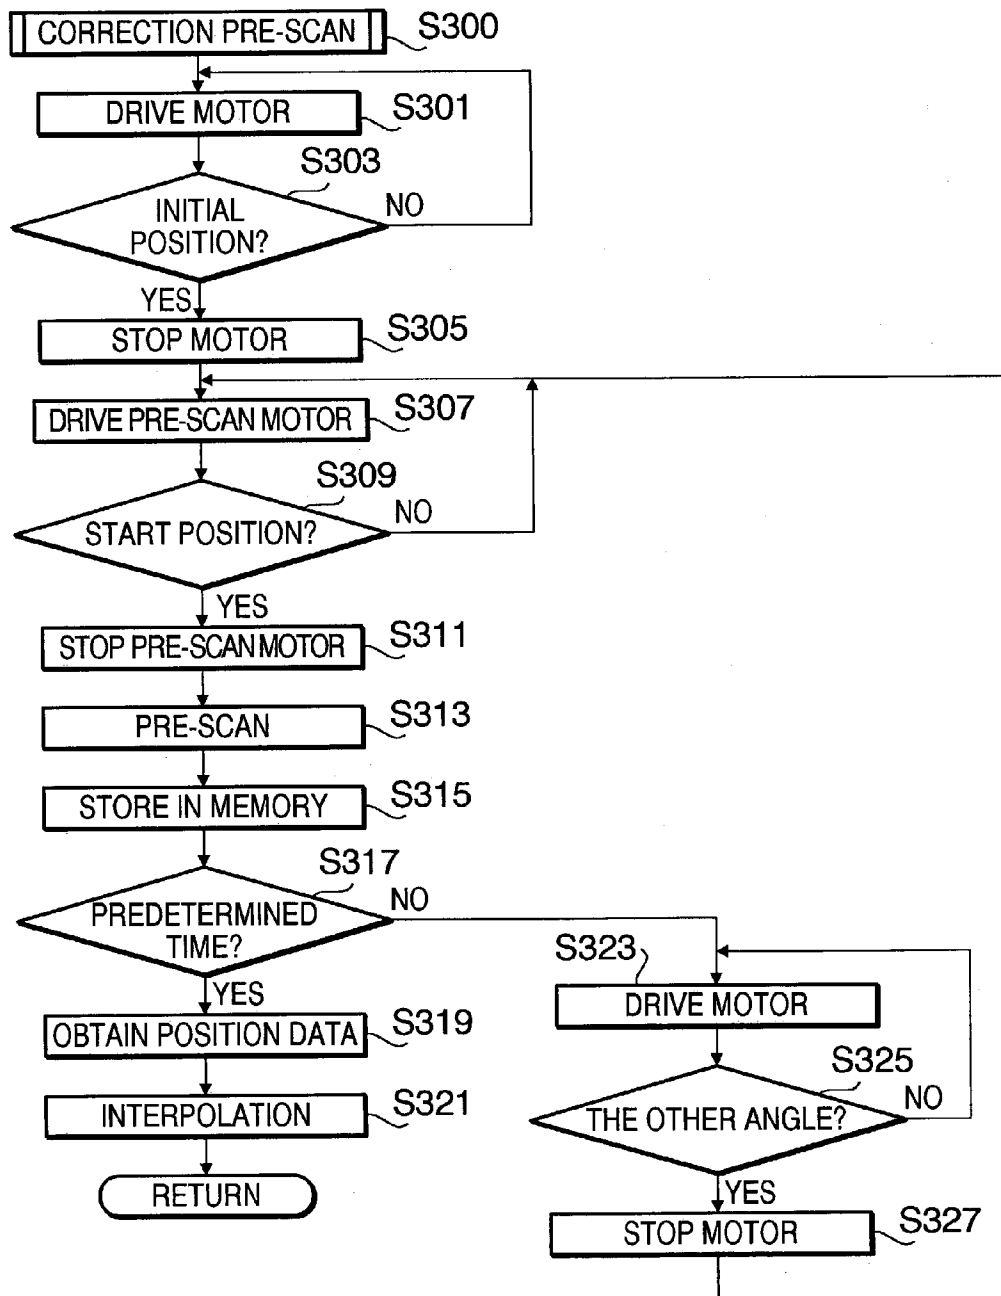 CORRECTION PRE-SCAN S300
DRIVE MOTOR S301
S303
INITIAL
POSITION?
NO
YES
STOP MOTOR S305
DRIVE PRE-SCAN MOTOR S307
S309
START POSITION?
NO
YES
STOP PRE-SCAN MOTOR S311
PRE-SCAN S313
STORE IN MEMORY S315
S317
PREDETERMINED
TIME?
NO
YES
OBTAIN POSITION DATA S319
INTERPOLATION S321
RETURN
S323
DRIVE MOTOR
S325
THE OTHER ANGLE?
NO
YES
STOP MOTOR S327